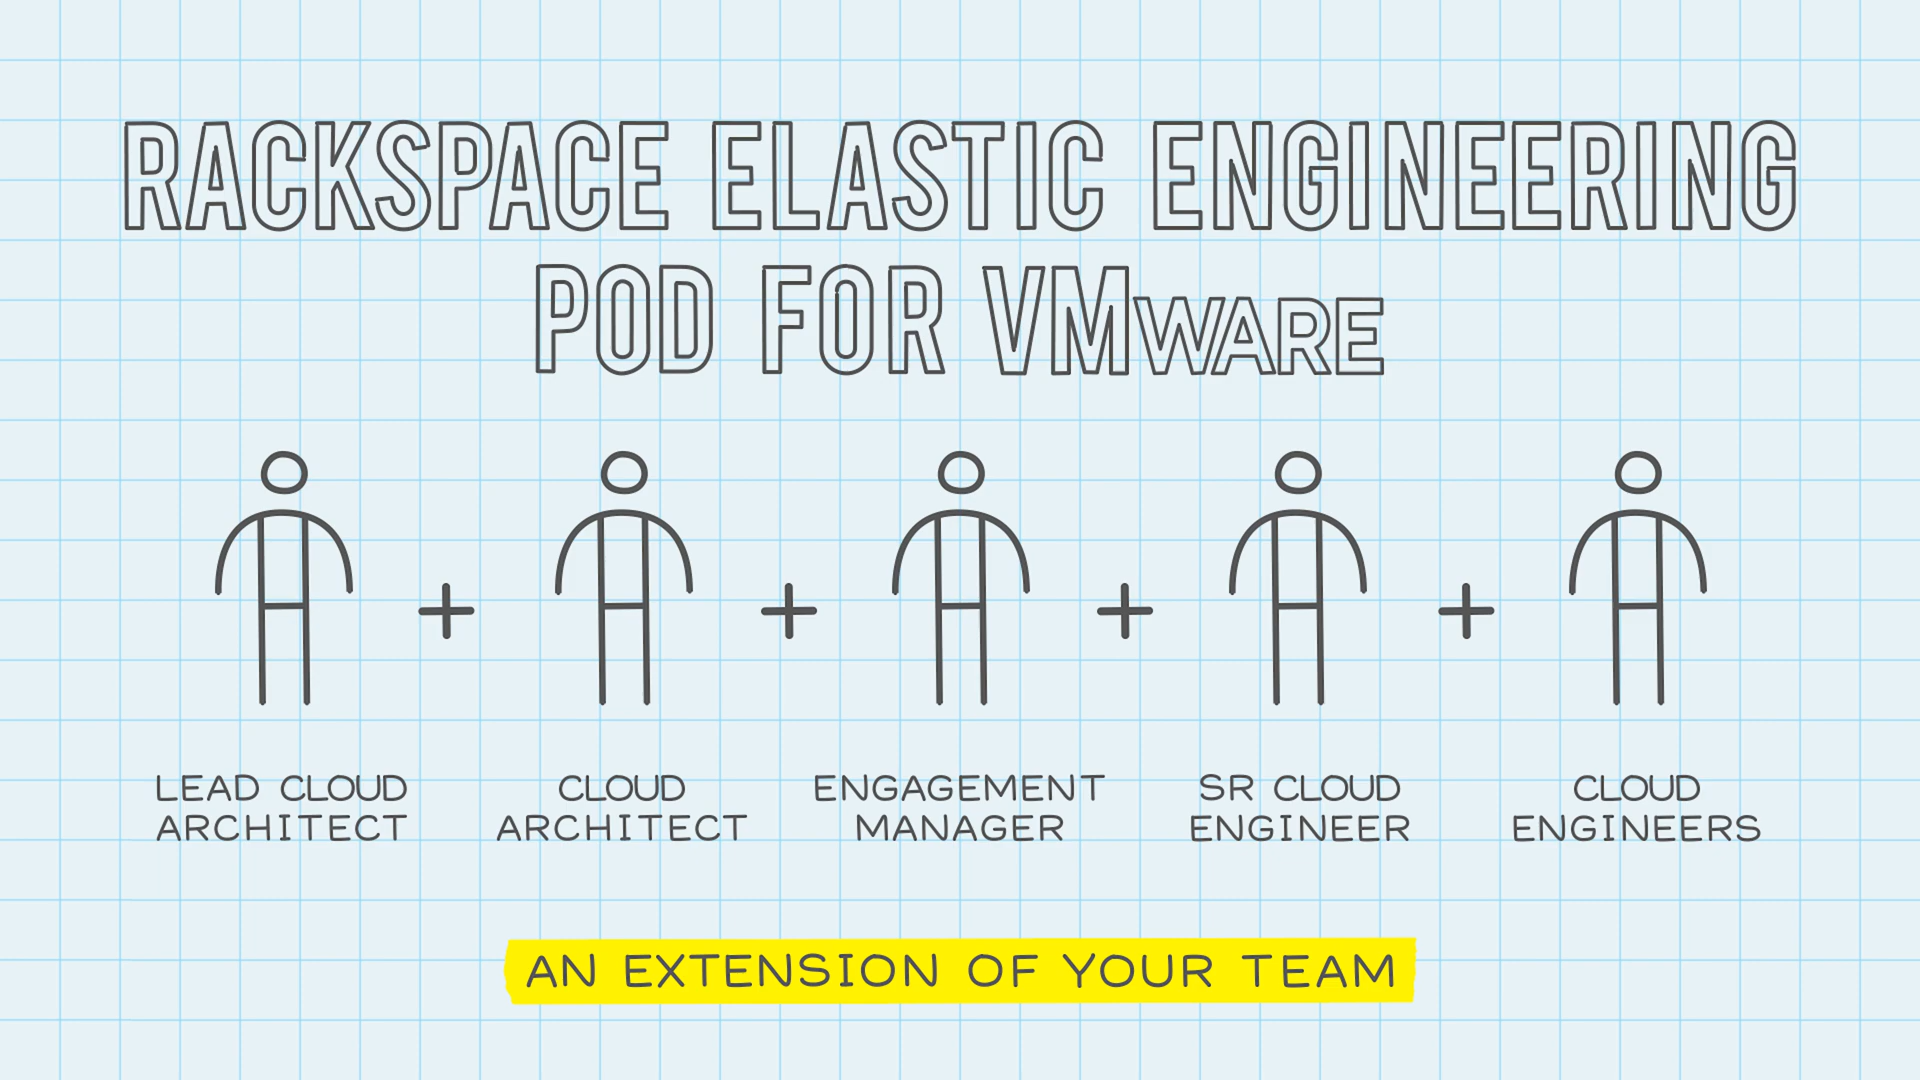 RACKSPACE ELASTIC ENGINEERING
POD FOR VMWARE
+ + + +
LEAD CLOUD
ARCHITECT
CLOUD
ARCHITECT
ENGAGEMENT
MANAGER
SR CLOUD
ENGINEER
CLOUD
ENGINEERS
AN EXTENSION OF YOUR TEAM